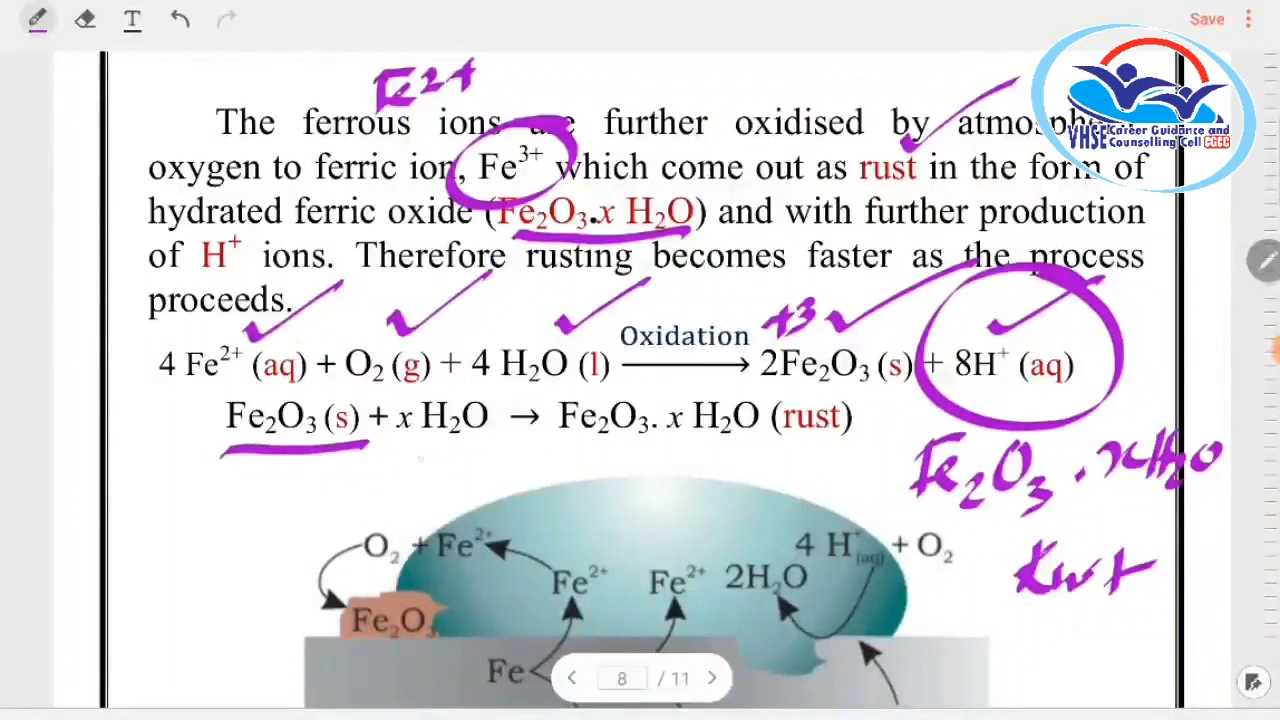 Save
VHSE Career Guidance and
Counselling Cell CGCC
Fe2+
The ferrous ions are further oxidised by atmosphe
oxygen to ferric ion, Fe³⁺ which come out as rust in the form of
hydrated ferric oxide (Fe₂O₃.x H₂O) and with further production
of H⁺ ions. Therefore rusting becomes faster as the process
proceeds.
+3
Oxidation
4 Fe²⁺ (aq) + O₂ (g) + 4 H₂O (l) ⟶ 2Fe₂O₃ (s) + 8H⁺ (aq)
Fe₂O₃ (s) + x H₂O → Fe₂O₃. x H₂O (rust)
Fe₂O₃ . xH₂O
O₂ + Fe²⁺
4 H⁺(aq) + O₂
Fe²⁺ Fe²⁺ 2H₂O
Fe₂O₃
Fe
< 8 / 11 >